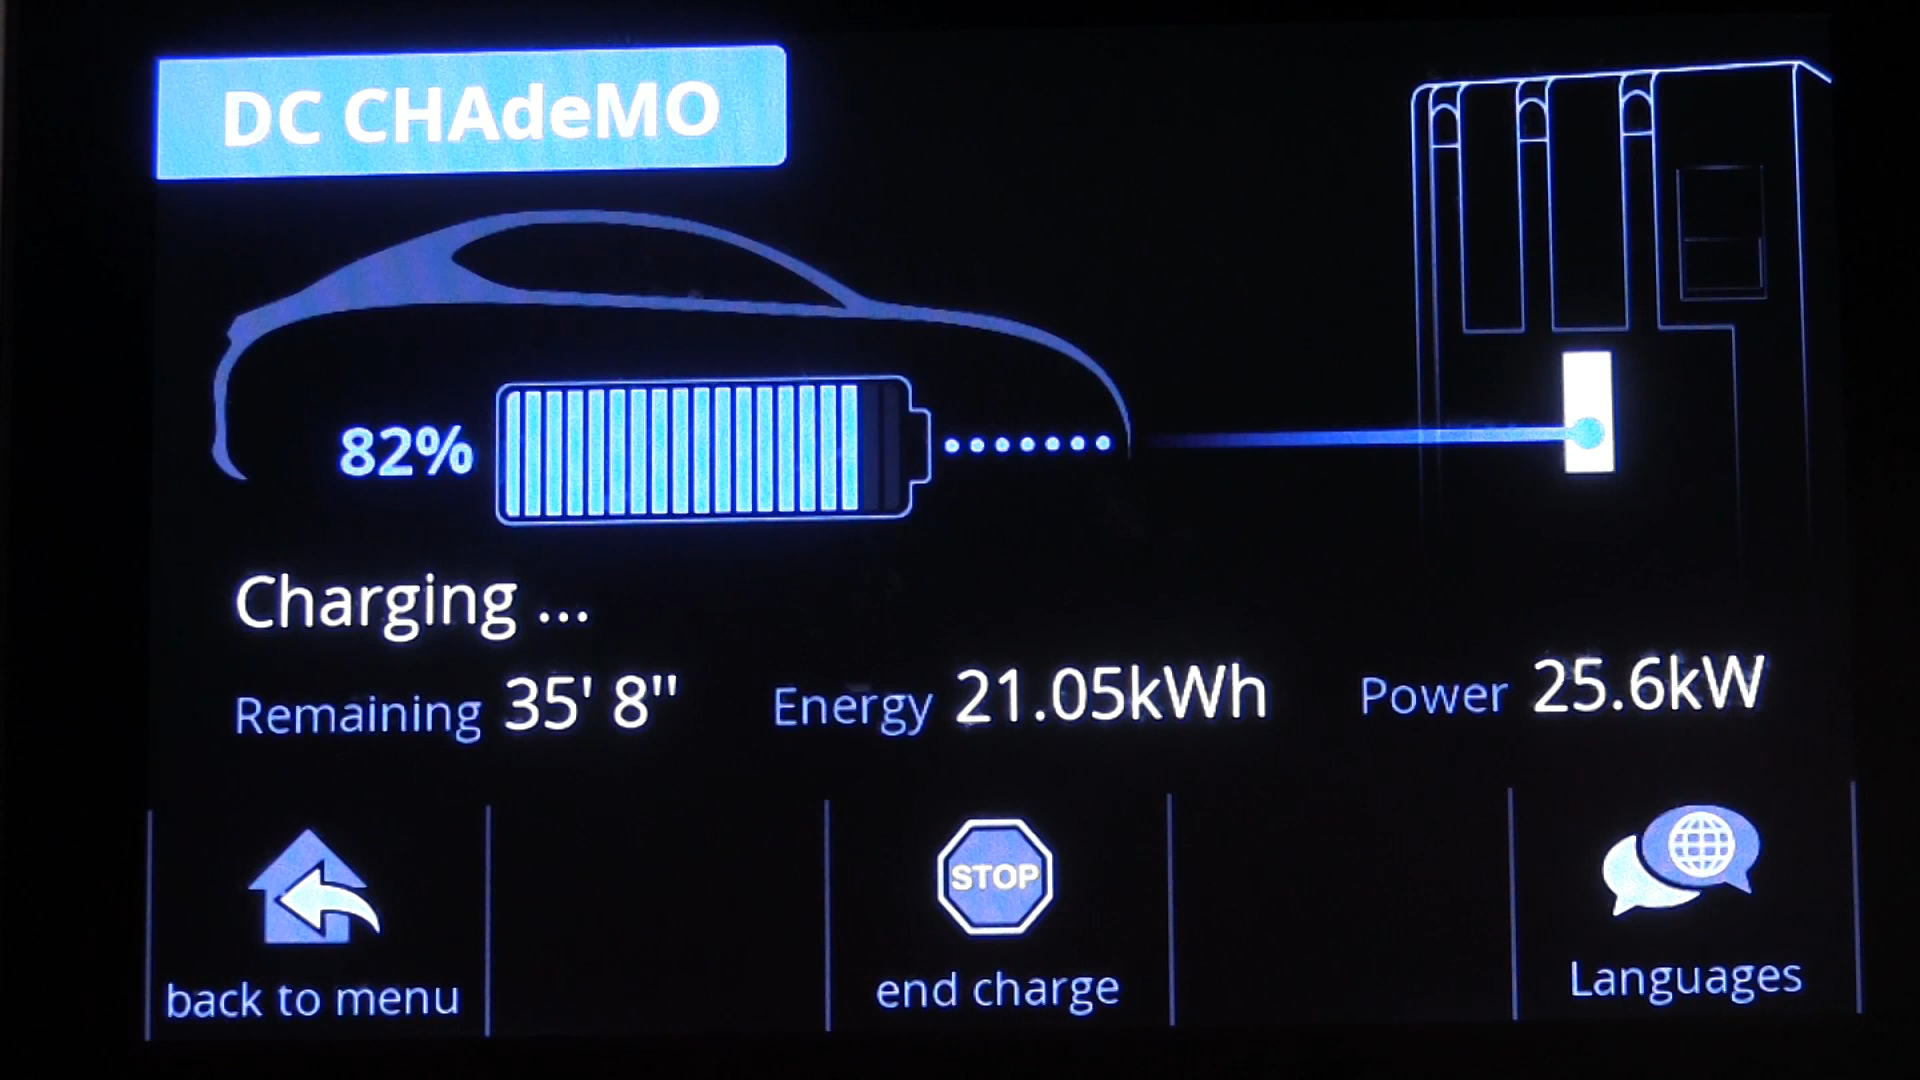 DC CHAdeMO
82%
Charging ...
Remaining 35' 8" Energy 21.05kWh Power 25.6kW
STOP
back to menu end charge Languages